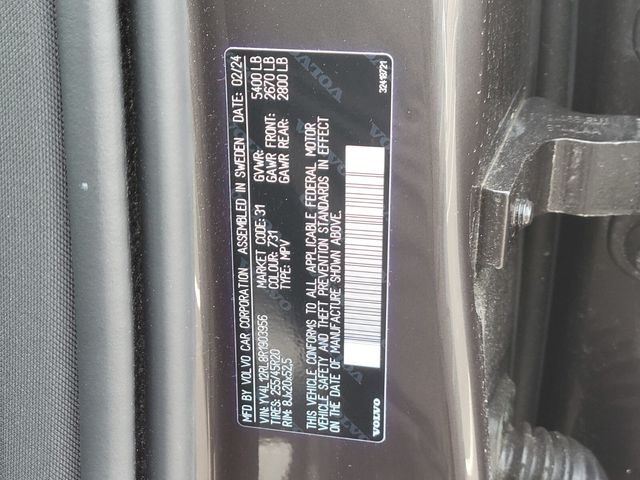 MFD BY VOLVO CAR CORPORATION ASSEMBLED IN SWEDEN DATE: 02/24
VIN: YV4L12RL8R1903956 MARKET CODE: 31 GVWR: 5400 LB
TIRE: 255/45R20 COLOUR: 731 GAWR FRONT: 2670 LB
RIM: 8Jx20x52,5 TYPE: MPV GAWR REAR: 2800 LB
THIS VEHICLE CONFORMS TO ALL APPLICABLE FEDERAL MOTOR
VEHICLE SAFETY AND THEFT PREVENTION STANDARDS IN EFFECT
ON THE DATE OF MANUFACTURE SHOWN ABOVE.
VOLVO 32418721